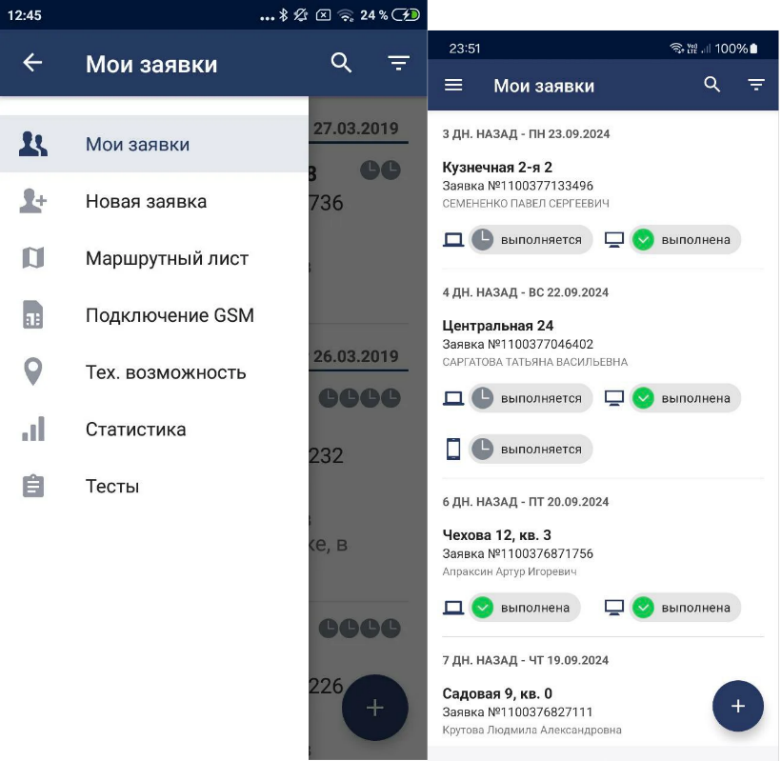 12:45
24 %
Мои заявки
Мои заявки
Новая заявка
Маршрутный лист
Подключение GSM
Тех. возможность
Статистика
Тесты
27.03.2019
736
26.03.2019
232
ке, в
226
+
23:51
100%
Мои заявки
3 ДН. НАЗАД - ПН 23.09.2024
Кузнечная 2-я 2
Заявка №1100377133496
СЕМЕНЕНКО ПАВЕЛ СЕРГЕЕВИЧ
выполняется выполнена
4 ДН. НАЗАД - ВС 22.09.2024
Центральная 24
Заявка №1100377046402
САРГАТОВА ТАТЬЯНА ВАСИЛЬЕВНА
выполняется выполнена
выполняется
6 ДН. НАЗАД - ПТ 20.09.2024
Чехова 12, кв. 3
Заявка №1100376871756
Апраксин Артур Игоревич
выполнена выполнена
7 ДН. НАЗАД - ЧТ 19.09.2024
Садовая 9, кв. 0
Заявка №1100376827111
Крутова Людмила Александровна
+